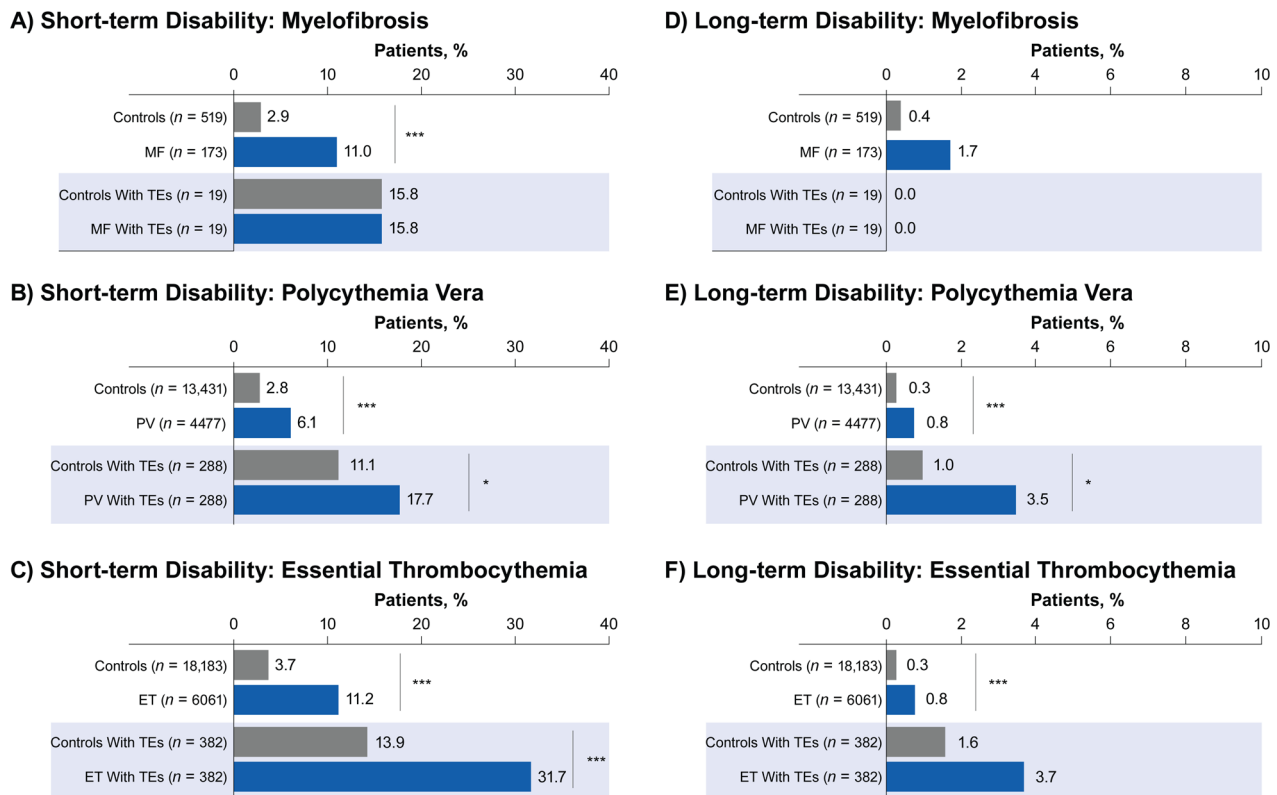 A) Short-term Disability: Myelofibrosis
Patients, %
0 10 20 30 40
Controls (n = 519) 2.9
MF (n = 173) 11.0
***
Controls With TEs (n = 19) 15.8
MF With TEs (n = 19) 15.8
D) Long-term Disability: Myelofibrosis
Patients, %
0 2 4 6 8 10
Controls (n = 519) 0.4
MF (n = 173) 1.7
Controls With TEs (n = 19) 0.0
MF With TEs (n = 19) 0.0
B) Short-term Disability: Polycythemia Vera
Patients, %
0 10 20 30 40
Controls (n = 13,431) 2.8
PV (n = 4477) 6.1
***
Controls With TEs (n = 288) 11.1
PV With TEs (n = 288) 17.7
*
E) Long-term Disability: Polycythemia Vera
Patients, %
0 2 4 6 8 10
Controls (n = 13,431) 0.3
PV (n = 4477) 0.8
***
Controls With TEs (n = 288) 1.0
PV With TEs (n = 288) 3.5
*
C) Short-term Disability: Essential Thrombocythemia
Patients, %
0 10 20 30 40
Controls (n = 18,183) 3.7
ET (n = 6061) 11.2
***
Controls With TEs (n = 382) 13.9
ET With TEs (n = 382) 31.7
***
F) Long-term Disability: Essential Thrombocythemia
Patients, %
0 2 4 6 8 10
Controls (n = 18,183) 0.3
ET (n = 6061) 0.8
***
Controls With TEs (n = 382) 1.6
ET With TEs (n = 382) 3.7